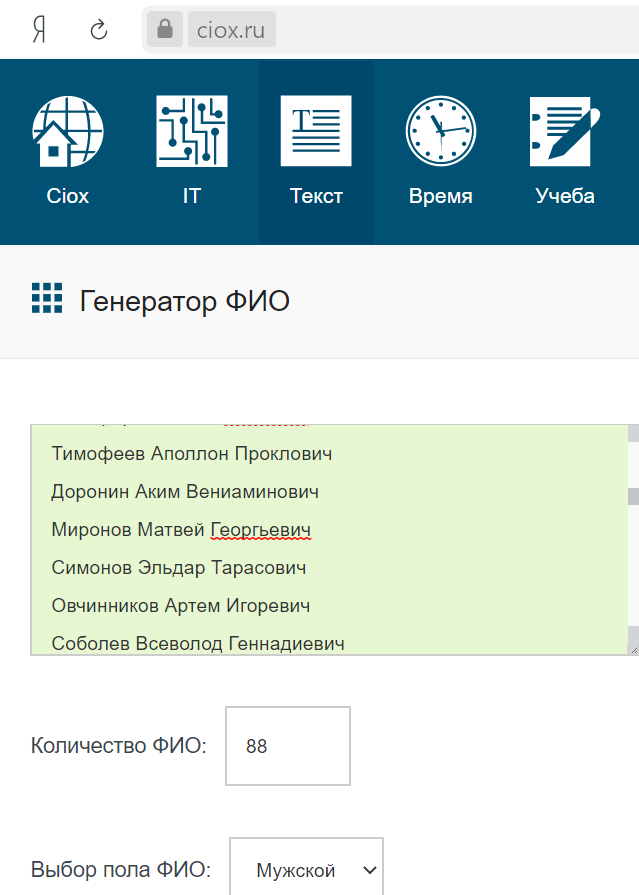 Я ciox.ru
Ciox IT Текст Время Учеба
Генератор ФИО
Тимофеев Аполлон Проклович
Доронин Аким Вениаминович
Миронов Матвей Георгьевич
Симонов Эльдар Тарасович
Овчинников Артем Игоревич
Соболев Всеволод Геннадиевич
Количество ФИО: 88
Выбор пола ФИО: Мужской